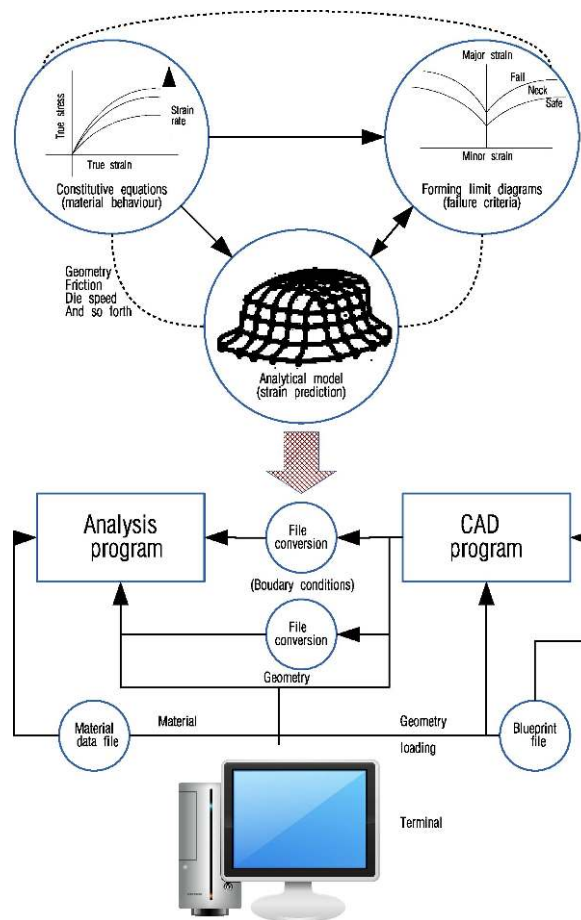 True stress
Strain
rate
True strain
Constitutive equations
(material behaviour)
Major strain
Fail
Neck
Safe
Minor strain
Forming limit diagrams
(failure criteria)
Geometry
Friction
Die speed
And so forth
Analytical model
(strain prediction)
Analysis
program
File
conversion
CAD
program
(Boudary conditions)
File
conversion
Geometry
Material
data file
Material
Geometry
loading
Blueprint
file
Terminal